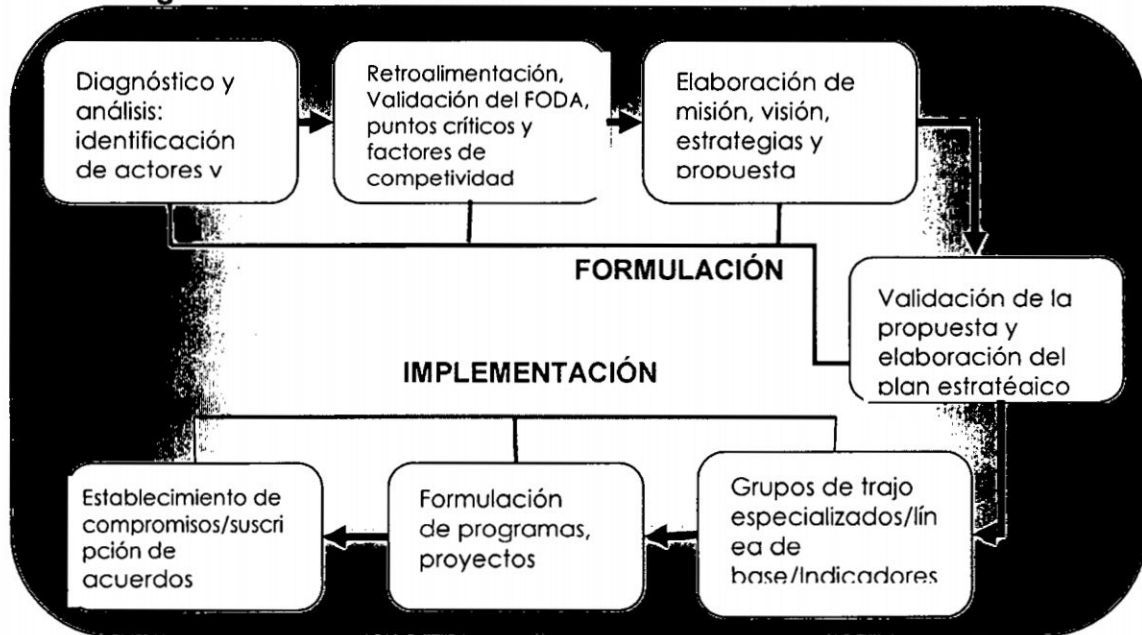 Diagnóstico y
análisis:
identificación
de actores y
Retroalimentación,
Validación del FODA,
puntos críticos y
factores de
competividad
Elaboración de
misión, visión,
estrategias y
propuesta
FORMULACIÓN
Validación de la
propuesta y
elaboración del
plan estratégico
IMPLEMENTACIÓN
Grupos de trajo
especializados/lín
ea de
base/Indicadores
Formulación
de programas,
proyectos
Establecimiento de
compromisos/suscri
pción de
acuerdos